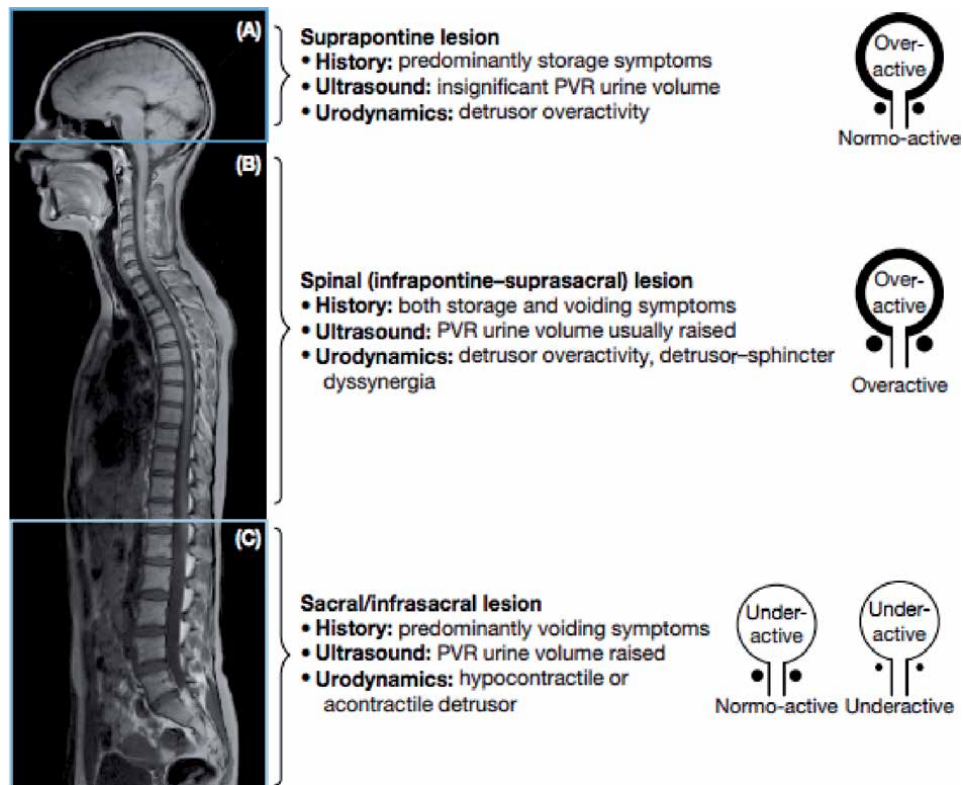 (A)
Suprapontine lesion
• History: predominantly storage symptoms
• Ultrasound: insignificant PVR urine volume
• Urodynamics: detrusor overactivity
Over-
active
Normo-active
(B)
Spinal (infrapontine–suprasacral) lesion
• History: both storage and voiding symptoms
• Ultrasound: PVR urine volume usually raised
• Urodynamics: detrusor overactivity, detrusor–sphincter
dyssynergia
Over-
active
Overactive
(C)
Sacral/infrasacral lesion
• History: predominantly voiding symptoms
• Ultrasound: PVR urine volume raised
• Urodynamics: hypocontractile or
acontractile detrusor
Under-
active
Normo-active
Under-
active
Underactive